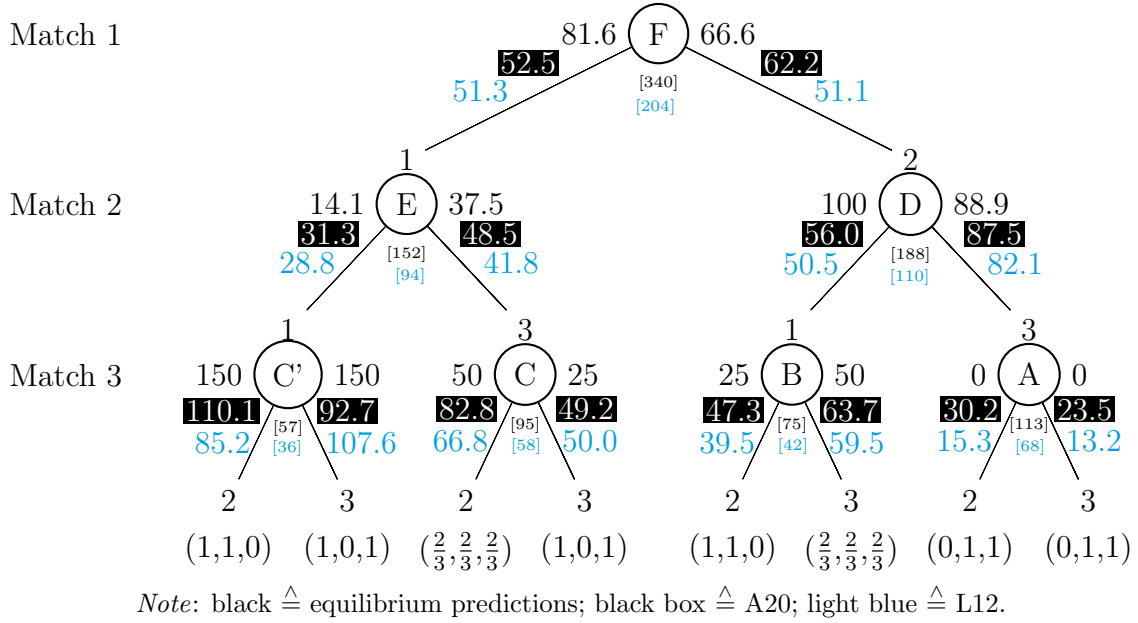 Match 1 81.6 F 66.6
52.5 62.2
51.3 [340] 51.1
[204]
1 2
Match 2 14.1 E 37.5 100 D 88.9
31.3 48.5 56.0 87.5
28.8 [152] 41.8 50.5 [188] 82.1
[94] [110]
1 3 1 3
Match 3 150 C' 150 50 C 25 25 B 50 0 A 0
110.1 92.7 82.8 49.2 47.3 63.7 30.2 23.5
[57] [95] [75] [113]
85.2 [36] 107.6 66.8 [58] 50.0 39.5 [42] 59.5 15.3 [68] 13.2
2 3 2 3 2 3 2 3
(1,1,0) (1,0,1) (2/3,2/3,2/3) (1,0,1) (1,1,0) (2/3,2/3,2/3) (0,1,1) (0,1,1)
Note: black ≙ equilibrium predictions; black box ≙ A20; light blue ≙ L12.